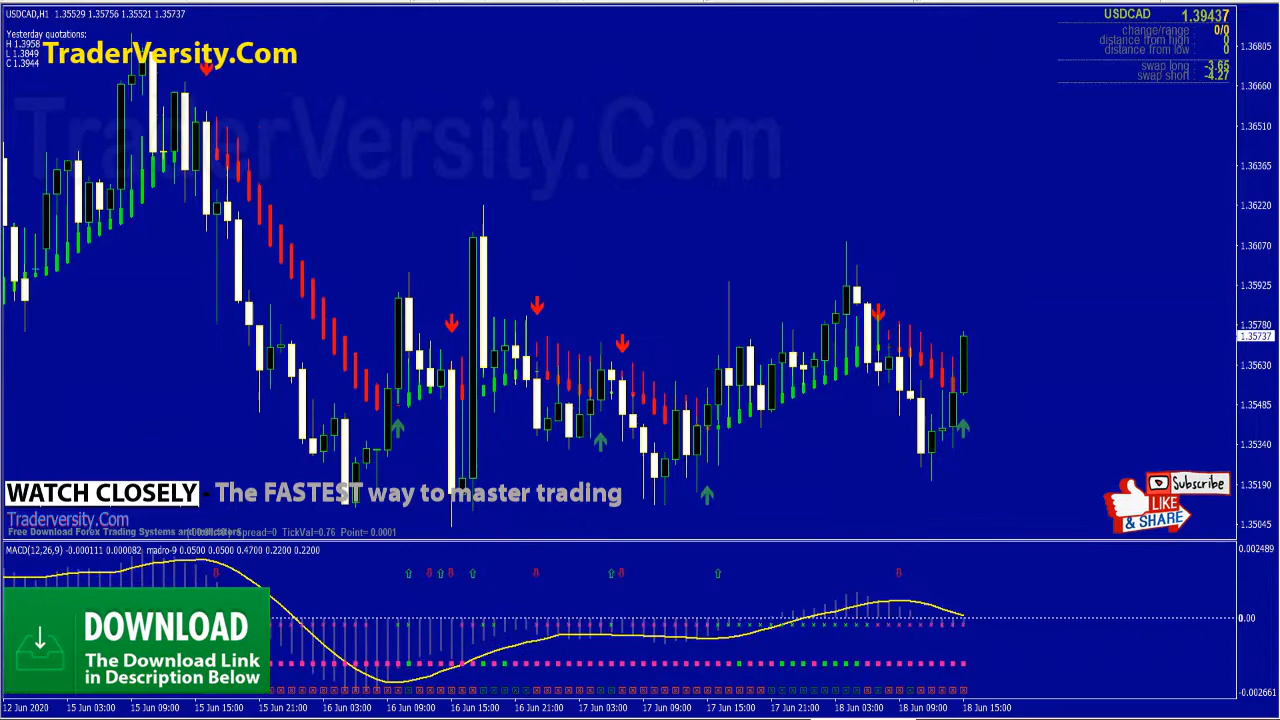 USDCAD,H1 1.35529 1.35756 1.35521 1.35737
Yesterday quotations:
H 1.3958
L 1.3849
C 1.3944
TraderVersity.Com
USDCAD 1.39437
change/range : 0/0
distance from high : 0
distance from low : 0
swap long : -3.65
swap short : -4.27
TraderVersity.Com
1.36805
1.36660
1.36510
1.36365
1.36220
1.36070
1.35925
1.35780
1.35737
1.35630
1.35485
1.35340
1.35190
1.35045
WATCH CLOSELY - The FASTEST way to master trading
Subscribe
LIKE
& SHARE
Traderversity.Com
Free Download Forex Trading Systems and
Spread=0 TickVal=0.76 Point= 0.0001
MACD(12,26,9) -0.000111 0.000082 madro-9 0.0500 0.0500 0.4700 0.2200 0.2200
0.002489
0.00
-0.002661
DOWNLOAD
The Download Link
in Description Below
12 Jun 2020 15 Jun 03:00 15 Jun 09:00 15 Jun 15:00 15 Jun 21:00 16 Jun 03:00 16 Jun 09:00 16 Jun 15:00 16 Jun 21:00 17 Jun 03:00 17 Jun 09:00 17 Jun 15:00 17 Jun 21:00 18 Jun 03:00 18 Jun 09:00 18 Jun 15:00